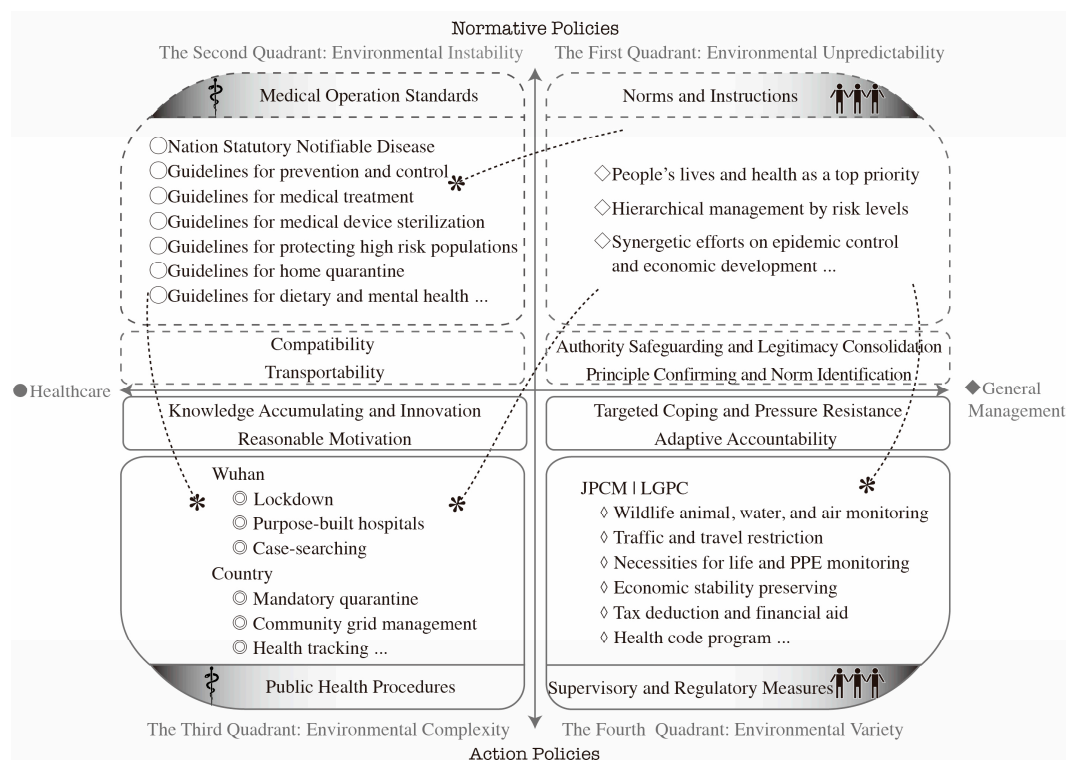 Normative Policies
The Second Quadrant: Environmental Instability
The First Quadrant: Environmental Unpredictability
Medical Operation Standards
Norms and Instructions
Nation Statutory Notifiable Disease
Guidelines for prevention and control
Guidelines for medical treatment
Guidelines for medical device sterilization
Guidelines for protecting high risk populations
Guidelines for home quarantine
Guidelines for dietary and mental health ...
People's lives and health as a top priority
Hierarchical management by risk levels
Synergetic efforts on epidemic control
and economic development ...
Compatibility
Transportability
Authority Safeguarding and Legitimacy Consolidation
Principle Confirming and Norm Identification
Healthcare
General
Management
Knowledge Accumulating and Innovation
Reasonable Motivation
Targeted Coping and Pressure Resistance
Adaptive Accountability
Wuhan
Lockdown
Purpose-built hospitals
Case-searching
Country
Mandatory quarantine
Community grid management
Health tracking ...
JPCM | LGPC
Wildlife animal, water, and air monitoring
Traffic and travel restriction
Necessities for life and PPE monitoring
Economic stability preserving
Tax deduction and financial aid
Health code program ...
Public Health Procedures
Supervisory and Regulatory Measures
The Third Quadrant: Environmental Complexity
The Fourth Quadrant: Environmental Variety
Action Policies